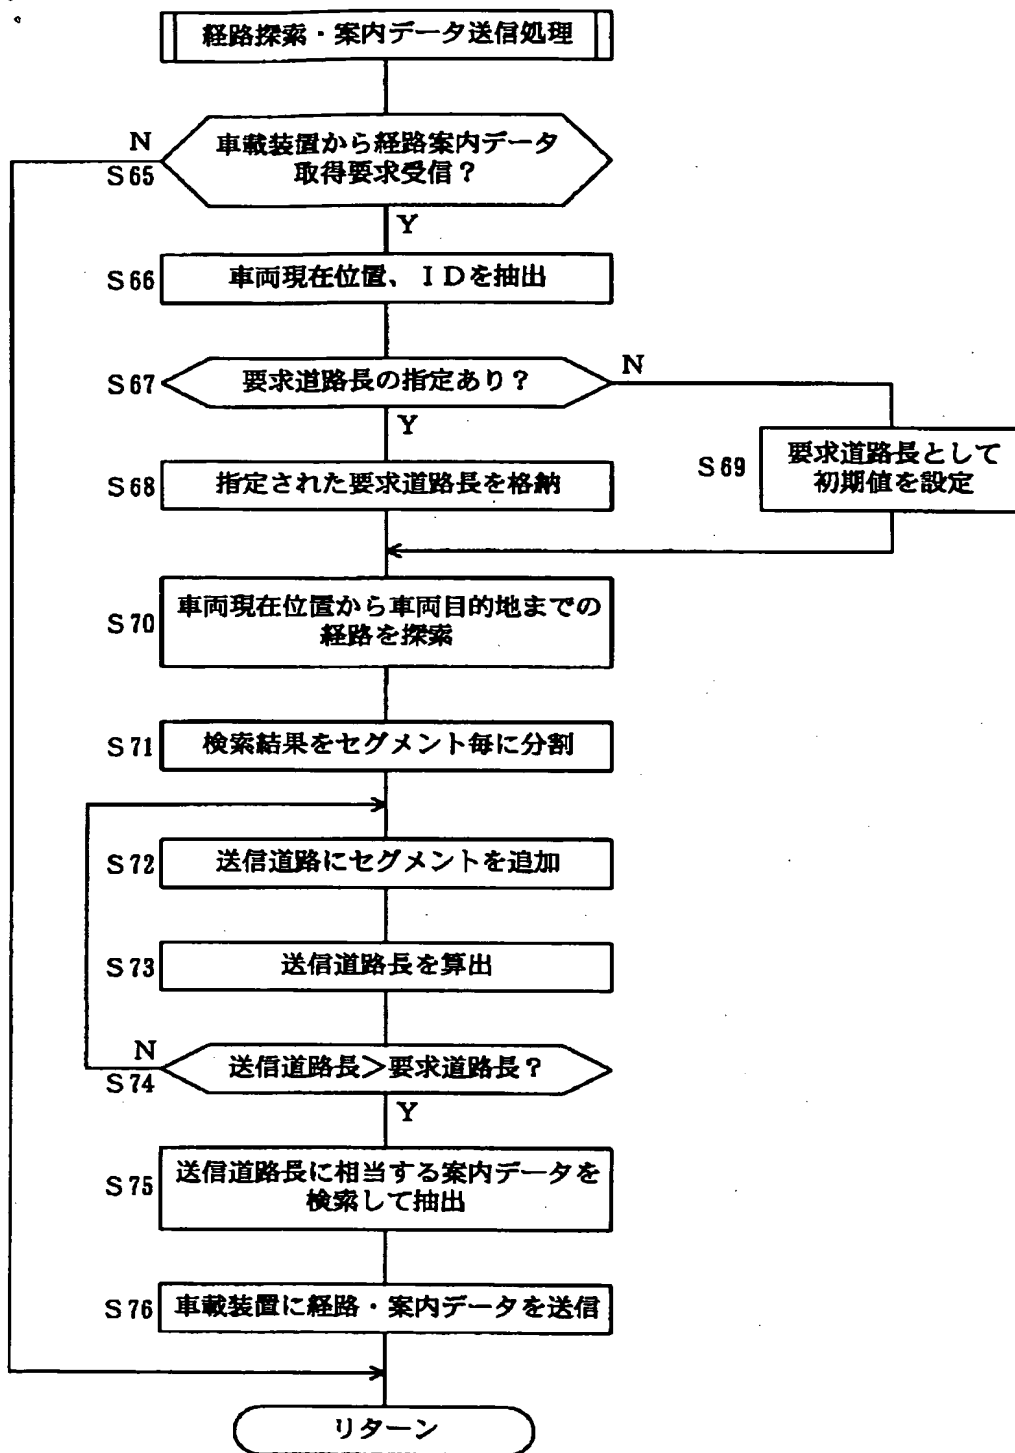 経路探索・案内データ送信処理
N
S65
車載装置から経路案内データ
取得要求受信?
Y
S66
車両現在位置、IDを抽出
S67
要求道路長の指定あり?
N
Y
S68
指定された要求道路長を格納
S69
要求道路長として
初期値を設定
S70
車両現在位置から車両目的地までの
経路を探索
S71
検索結果をセグメント毎に分割
S72
送信道路にセグメントを追加
S73
送信道路長を算出
N
S74
送信道路長>要求道路長?
Y
S75
送信道路長に相当する案内データを
検索して抽出
S76
車載装置に経路・案内データを送信
リターン